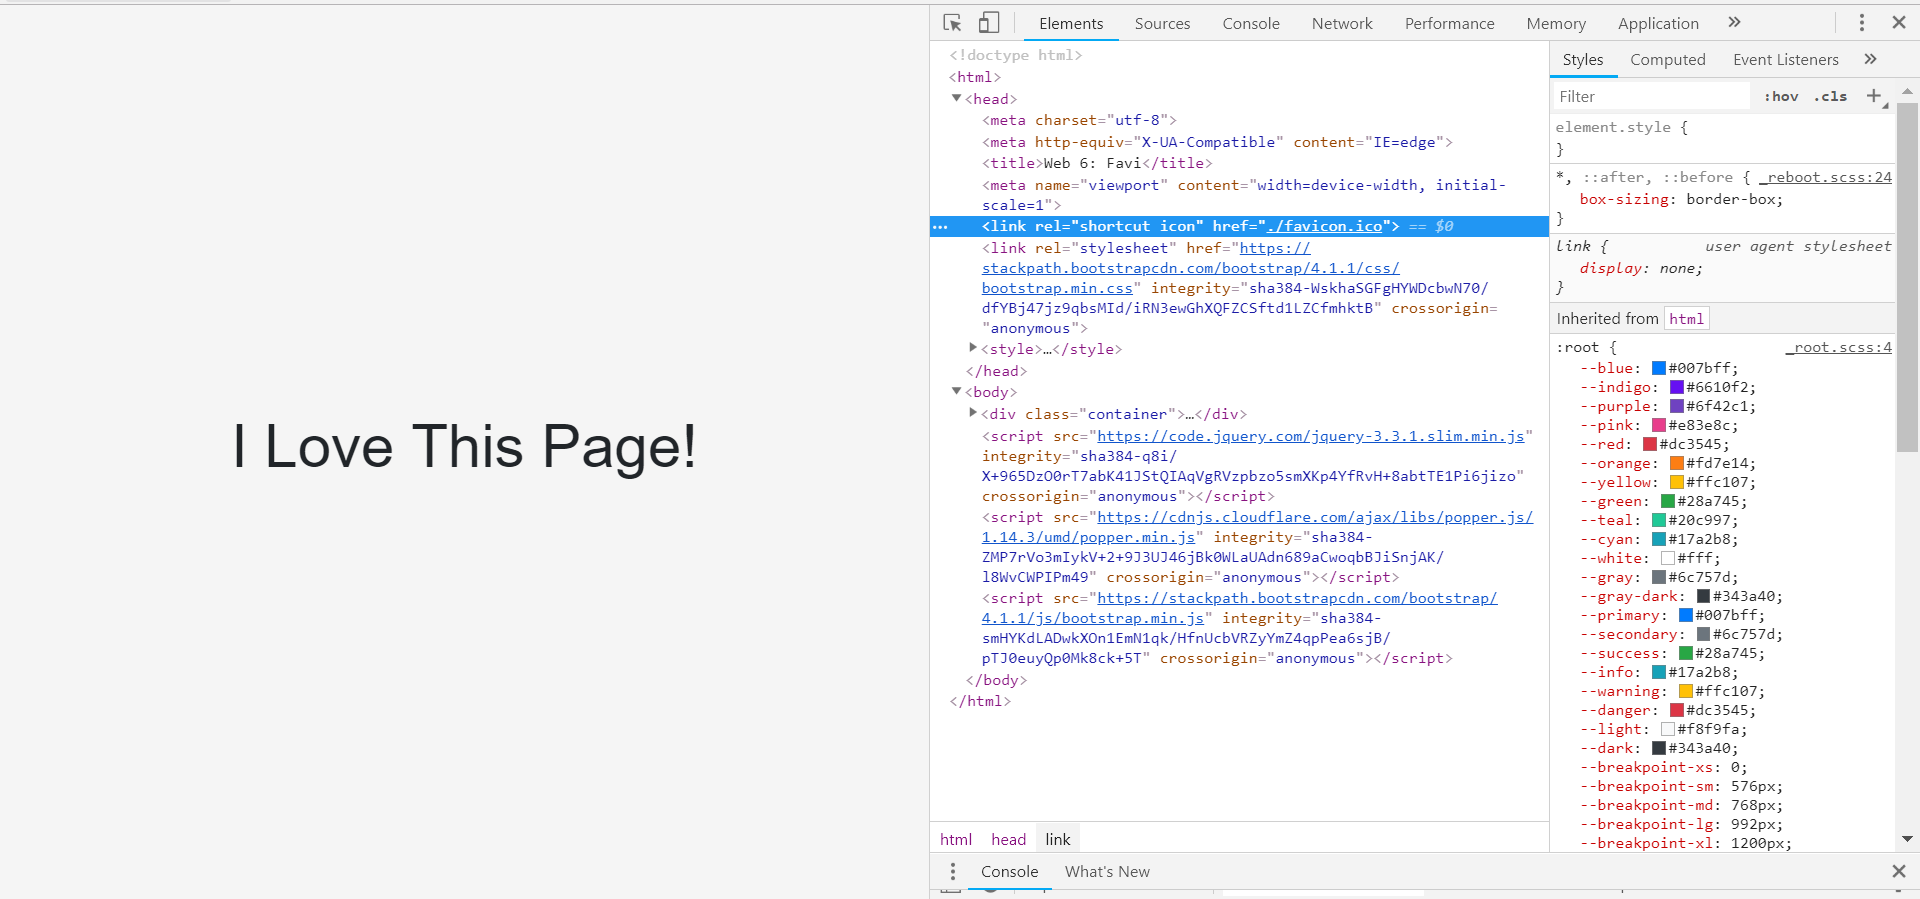 I Love This Page!
Elements Sources Console Network Performance Memory Application
<!doctype html>
<html>
<head>
<meta charset="utf-8">
<meta http-equiv="X-UA-Compatible" content="IE=edge">
<title>Web 6: Favi</title>
<meta name="viewport" content="width=device-width, initial-
scale=1">
<link rel="shortcut icon" href="./favicon.ico"> == $0
<link rel="stylesheet" href="https://
stackpath.bootstrapcdn.com/bootstrap/4.1.1/css/
bootstrap.min.css" integrity="sha384-WskhaSGFgHYWDcbwN70/
dfYBj47jz9qbsMId/iRN3ewGhXQFZCSftd1LZCfmhktB" crossorigin=
"anonymous">
<style>…</style>
</head>
<body>
<div class="container">…</div>
<script src="https://code.jquery.com/jquery-3.3.1.slim.min.js"
integrity="sha384-q8i/
X+965DzO0rT7abK41JStQIAqVgRVzpbzo5smXKp4YfRvH+8abtTE1Pi6jizo"
crossorigin="anonymous"></script>
<script src="https://cdnjs.cloudflare.com/ajax/libs/popper.js/
1.14.3/umd/popper.min.js" integrity="sha384-
ZMP7rVo3mIykV+2+9J3UJ46jBk0WLaUAdn689aCwoqbBJiSnjAK/
l8WvCWPIPm49" crossorigin="anonymous"></script>
<script src="https://stackpath.bootstrapcdn.com/bootstrap/
4.1.1/js/bootstrap.min.js" integrity="sha384-
smHYKdLADwkXOn1EmN1qk/HfnUcbVRZyYmZ4qpPea6sjB/
pTJ0euyQp0Mk8ck+5T" crossorigin="anonymous"></script>
</body>
</html>
html head link
Styles Computed Event Listeners
Filter :hov .cls +
element.style {
}
*, ::after, ::before { _reboot.scss:24
box-sizing: border-box;
}
link { user agent stylesheet
display: none;
}
Inherited from html
:root { _root.scss:4
--blue: #007bff;
--indigo: #6610f2;
--purple: #6f42c1;
--pink: #e83e8c;
--red: #dc3545;
--orange: #fd7e14;
--yellow: #ffc107;
--green: #28a745;
--teal: #20c997;
--cyan: #17a2b8;
--white: #fff;
--gray: #6c757d;
--gray-dark: #343a40;
--primary: #007bff;
--secondary: #6c757d;
--success: #28a745;
--info: #17a2b8;
--warning: #ffc107;
--danger: #dc3545;
--light: #f8f9fa;
--dark: #343a40;
--breakpoint-xs: 0;
--breakpoint-sm: 576px;
--breakpoint-md: 768px;
--breakpoint-lg: 992px;
--breakpoint-xl: 1200px;
Console What's New